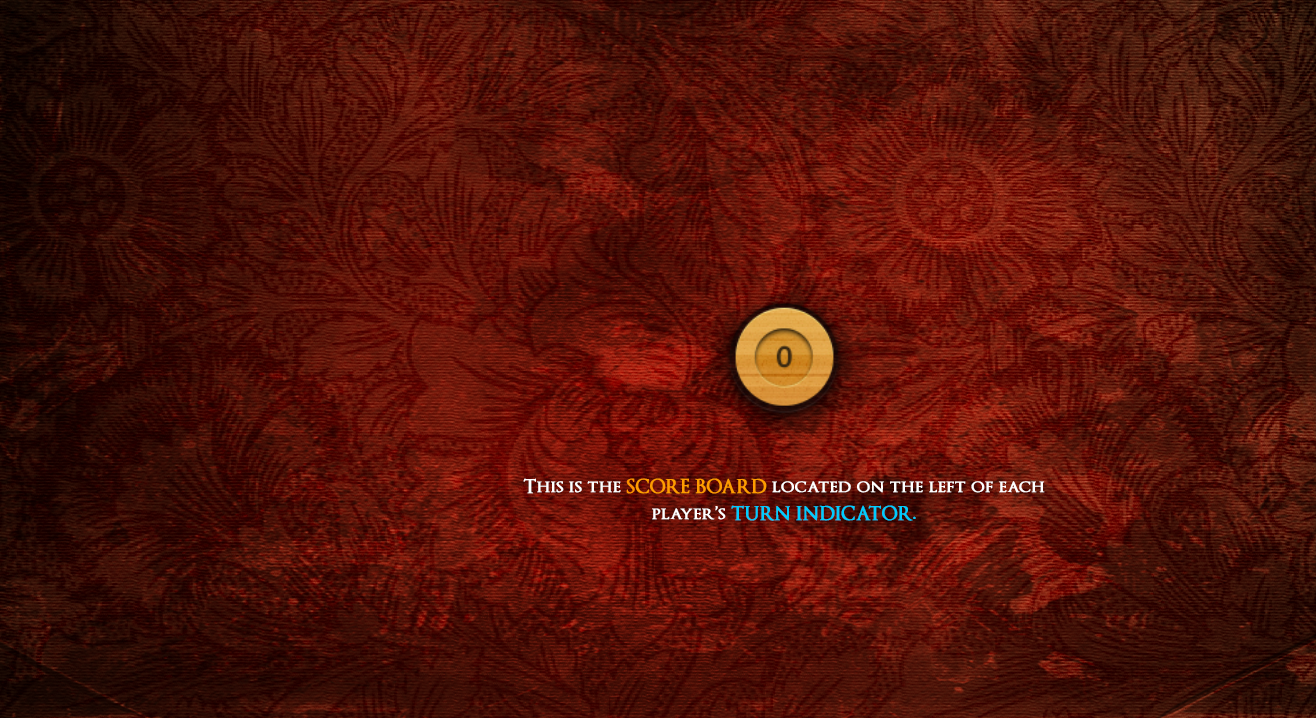 0
This is the SCORE BOARD located on the left of each
player's TURN INDICATOR.